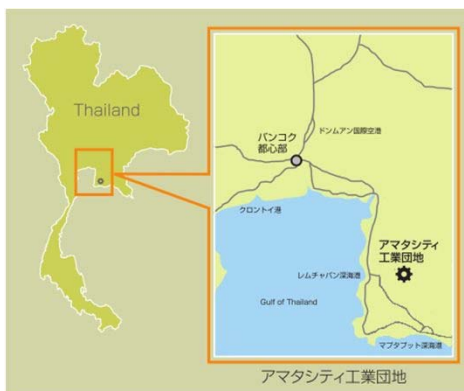 Thailand
バンコク
都心部
ドンムアン国際空港
クロントイ港
アマタシティ
工業団地
レムチャバン深海港
Gulf of Thailand
マプタプット深海港
アマタシティ工業団地